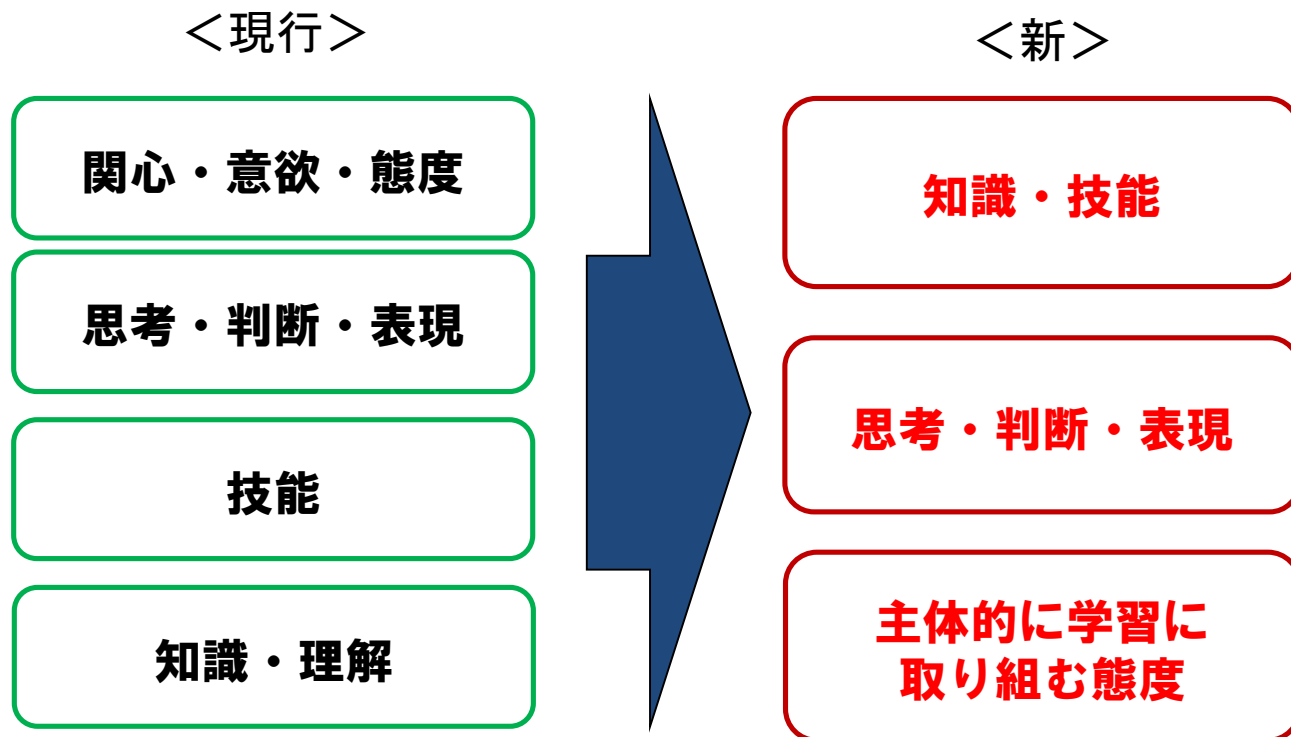 ＜現行＞
関心・意欲・態度
思考・判断・表現
技能
知識・理解
＜新＞
知識・技能
思考・判断・表現
主体的に学習に
取り組む態度